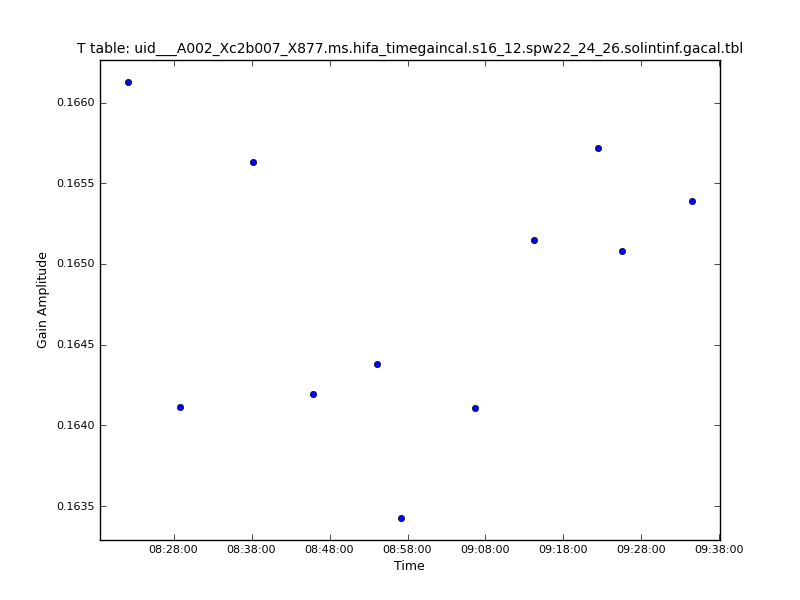 T table: uid___A002_Xc2b007_X877.ms.hifa_timegaincal.s16_12.spw22_24_26.solintinf.gacal.tbl
0.1660
0.1655
0.1650
0.1645
0.1640
0.1635
Gain Amplitude
08:28:00 08:38:00 08:48:00 08:58:00 09:08:00 09:18:00 09:28:00 09:38:00
Time